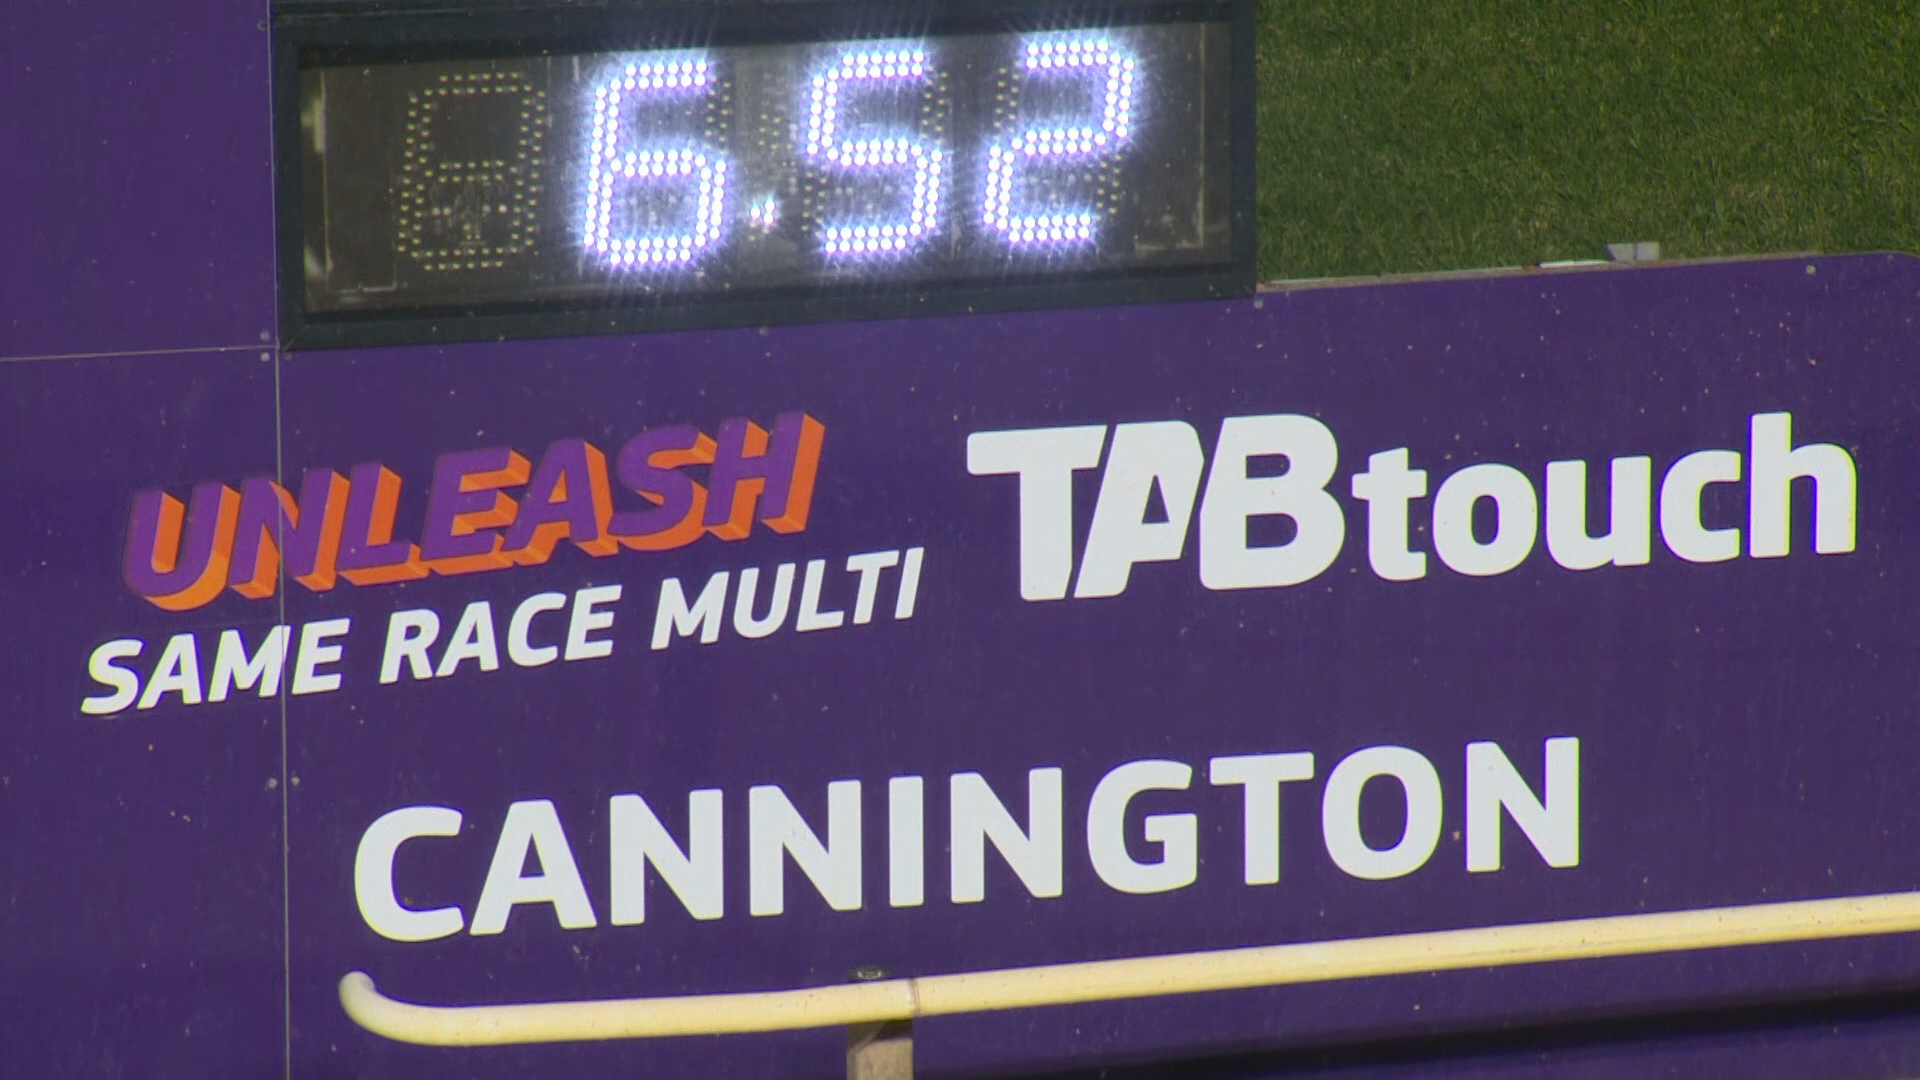 6.52
UNLEASH
SAME RACE MULTI
TABtouch
CANNINGTON